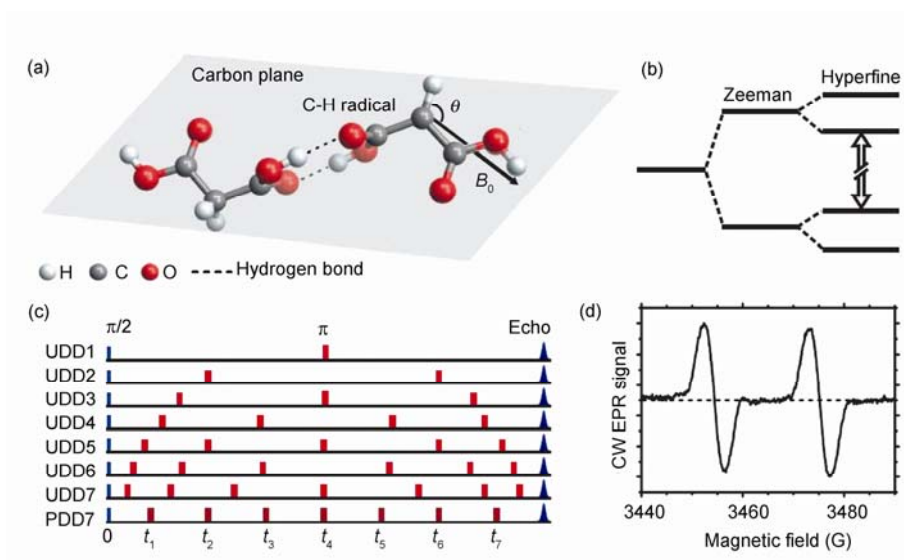 (a)
Carbon plane
C-H radical
θ
B₀
H C O Hydrogen bond
(b)
Zeeman
Hyperfine
(c)
π/2 π Echo
UDD1
UDD2
UDD3
UDD4
UDD5
UDD6
UDD7
PDD7
0 t₁ t₂ t₃ t₄ t₅ t₆ t₇
(d)
CW EPR signal
3440 3460 3480
Magnetic field (G)